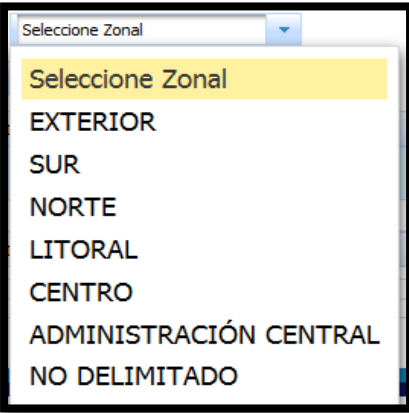 Seleccione Zonal
Seleccione Zonal
EXTERIOR
SUR
NORTE
LITORAL
CENTRO
ADMINISTRACIÓN CENTRAL
NO DELIMITADO